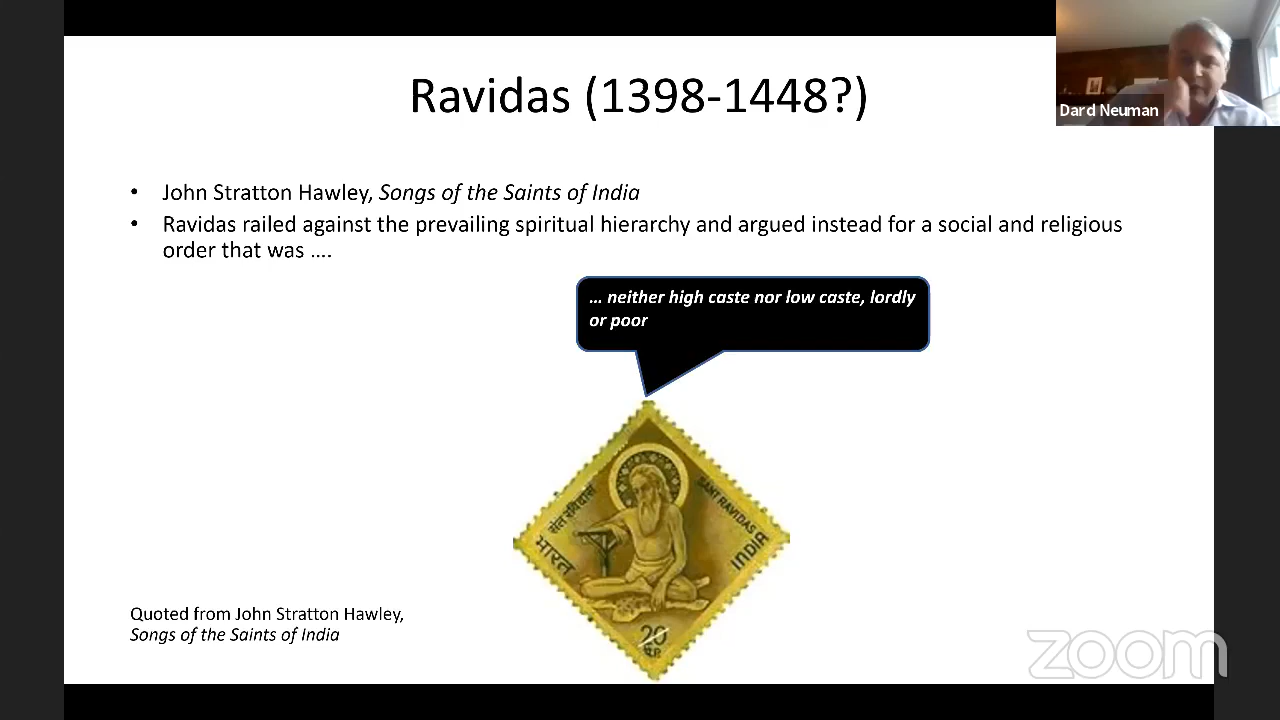 Ravidas (1398-1448?)
Dard Neuman
• John Stratton Hawley, Songs of the Saints of India
• Ravidas railed against the prevailing spiritual hierarchy and argued instead for a social and religious
order that was ....
... neither high caste nor low caste, lordly
or poor
संत रविदास
भारत
SANT RAVIDAS
INDIA
20
Quoted from John Stratton Hawley,
Songs of the Saints of India
zoom